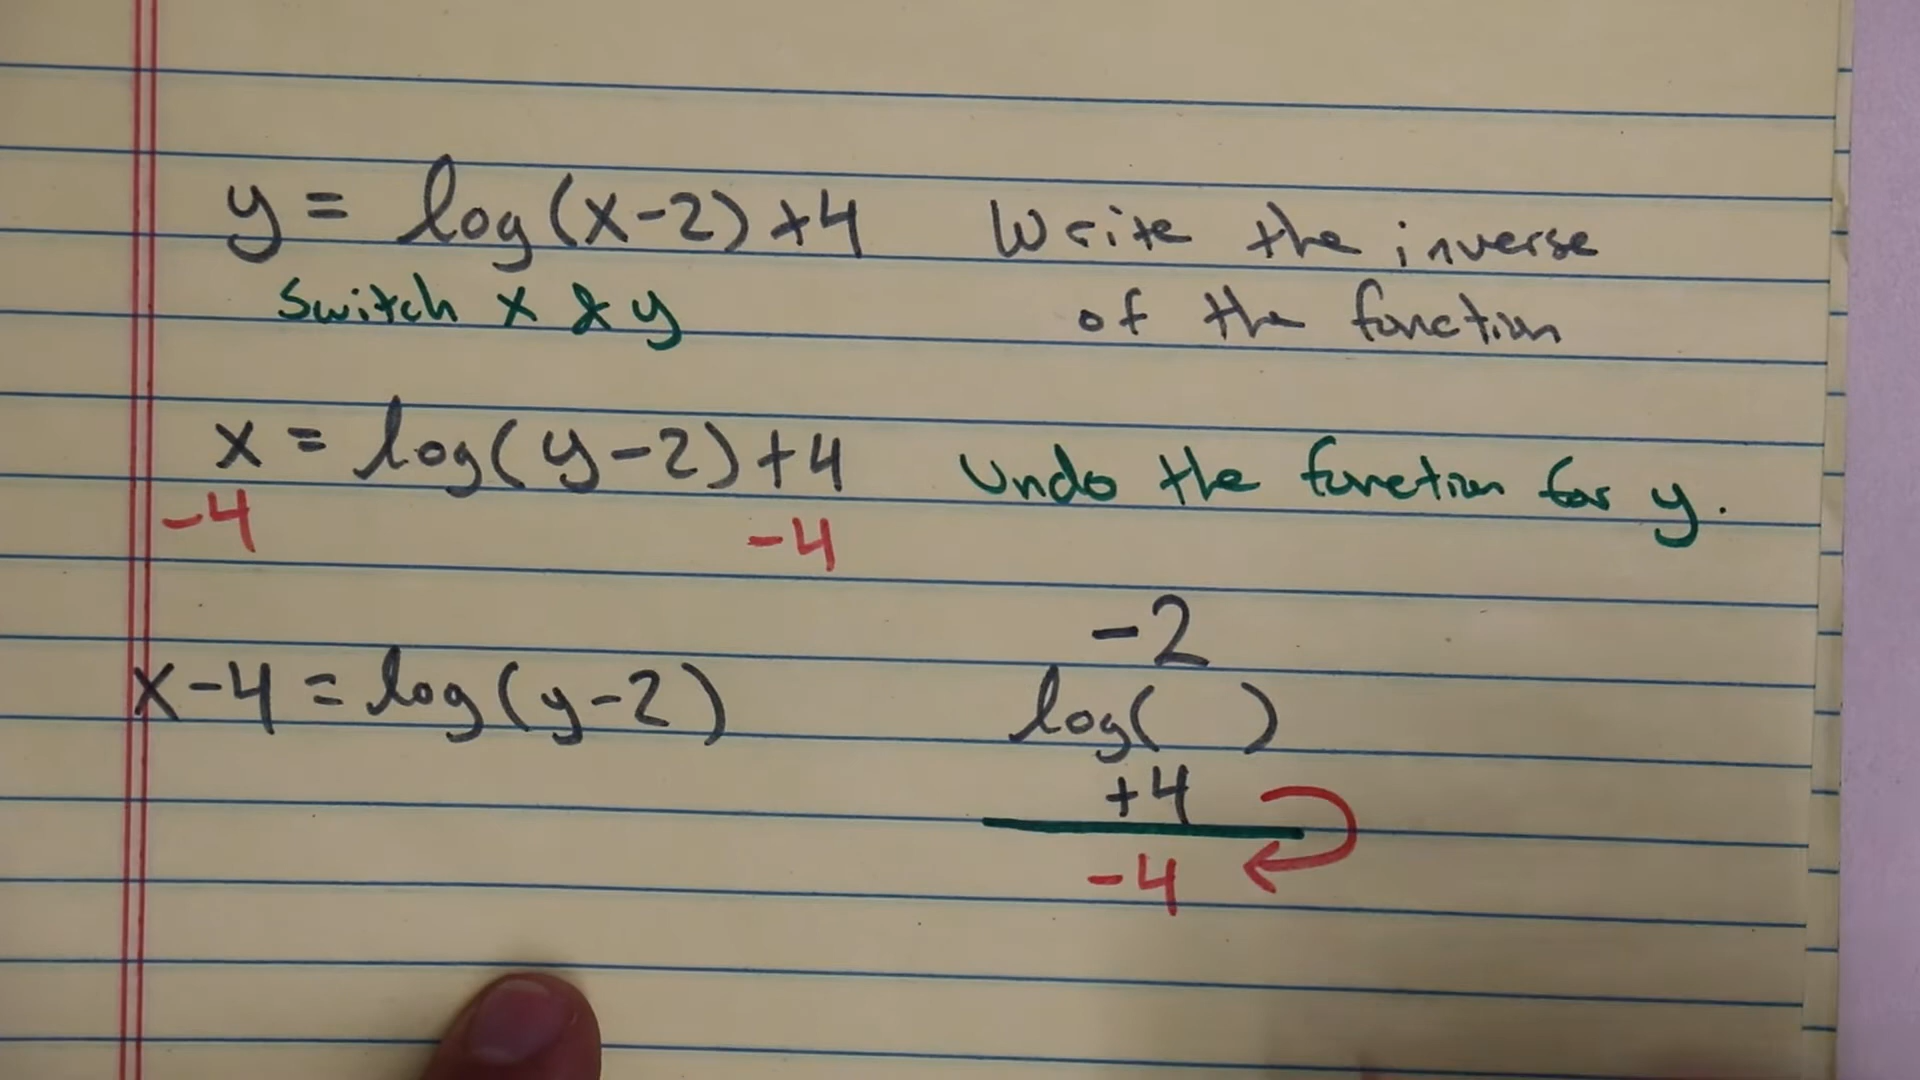 y = log(x-2)+4 Write the inverse
Switch x & y of the function
x = log(y-2)+4 Undo the function for y.
-4 -4
-2
x-4 = log(y-2) log( )
+4
-4